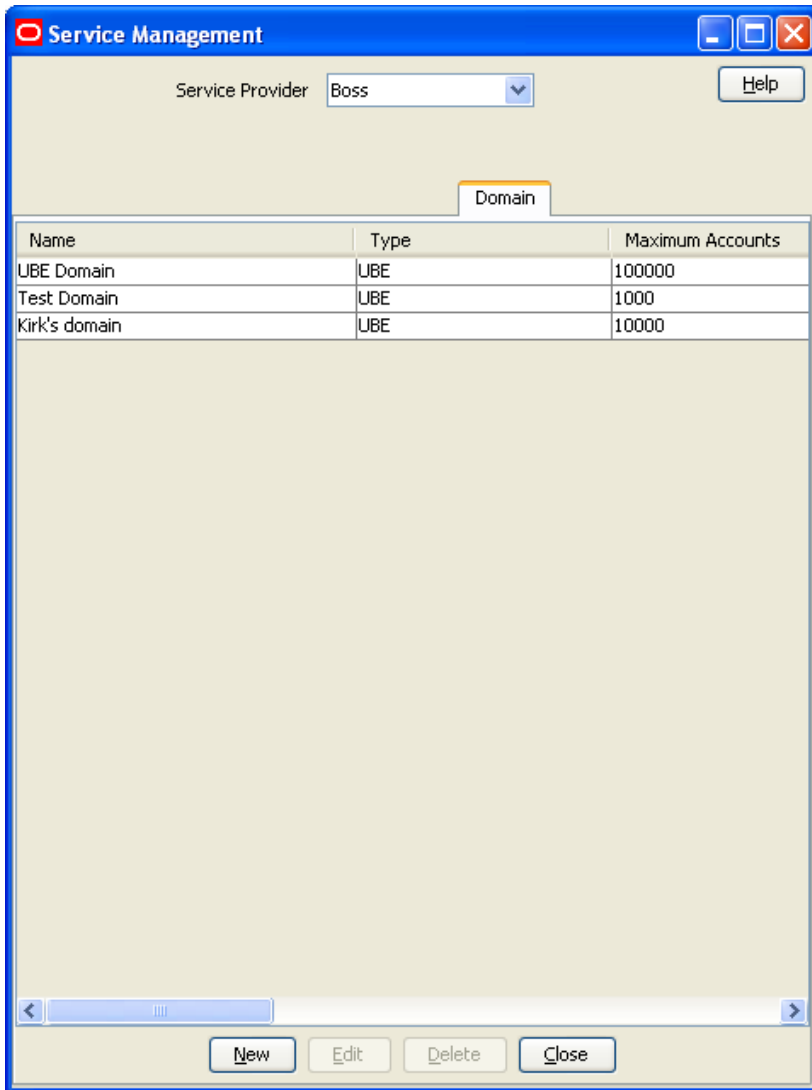 Service Management
Service Provider Boss Help
Domain
Name Type Maximum Accounts
UBE Domain UBE 100000
Test Domain UBE 1000
Kirk's domain UBE 10000
New Edit Delete Close